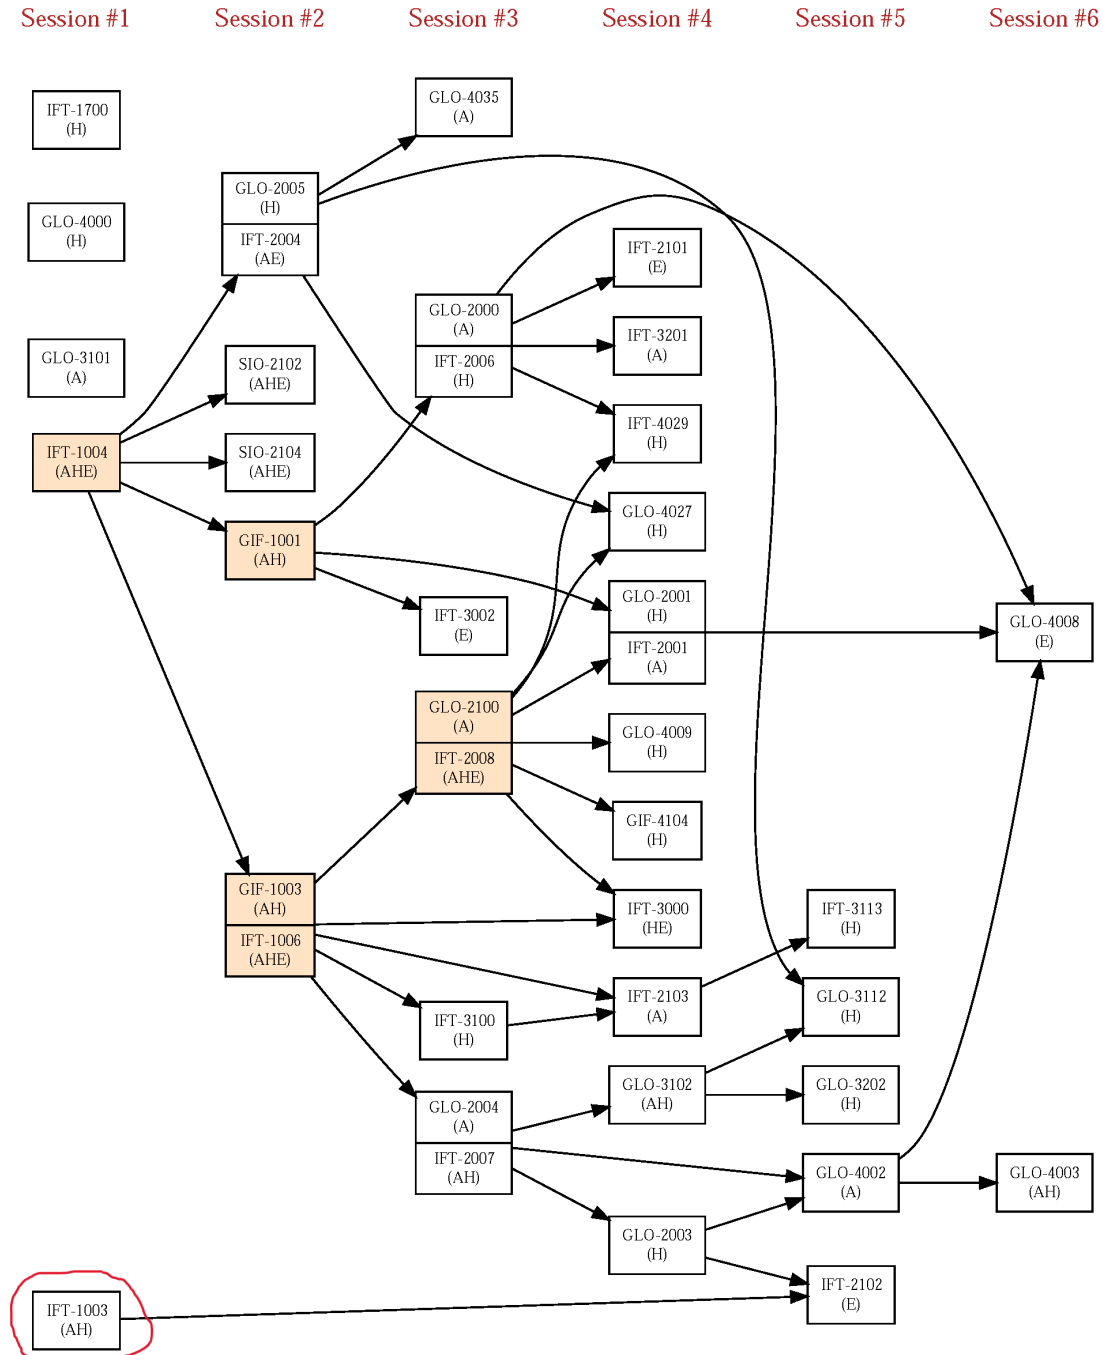 Session #1
Session #2
Session #3
Session #4
Session #5
Session #6
IFT-1700
(H)
GLO-4000
(H)
GLO-3101
(A)
IFT-1004
(AHE)
IFT-1003
(AH)
GLO-2005
(H)
IFT-2004
(AE)
SIO-2102
(AHE)
SIO-2104
(AHE)
GIF-1001
(AH)
GIF-1003
(AH)
IFT-1006
(AHE)
GLO-4035
(A)
GLO-2000
(A)
IFT-2006
(H)
IFT-3002
(E)
GLO-2100
(A)
IFT-2008
(AHE)
IFT-3100
(H)
GLO-2004
(A)
IFT-2007
(AH)
IFT-2101
(E)
IFT-3201
(A)
IFT-4029
(H)
GLO-4027
(H)
GLO-2001
(H)
IFT-2001
(A)
GLO-4009
(H)
GIF-4104
(H)
IFT-3000
(HE)
IFT-2103
(A)
GLO-3102
(AH)
GLO-2003
(H)
IFT-3113
(H)
GLO-3112
(H)
GLO-3202
(H)
GLO-4002
(A)
IFT-2102
(E)
GLO-4008
(E)
GLO-4003
(AH)